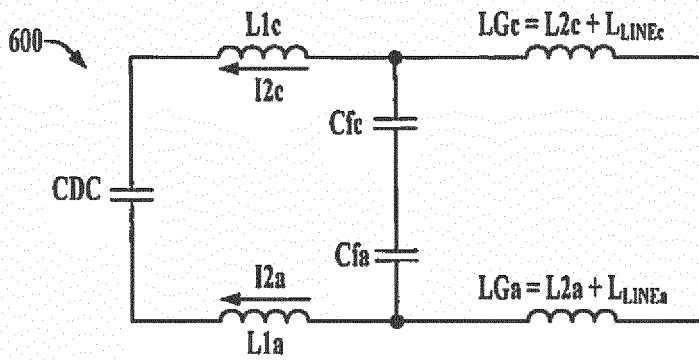 L1c
LGc = L2c + LLINEc
600
I2c
Cfc
CDC
Cfa
I2a
LGa = L2a + LLINEa
L1a